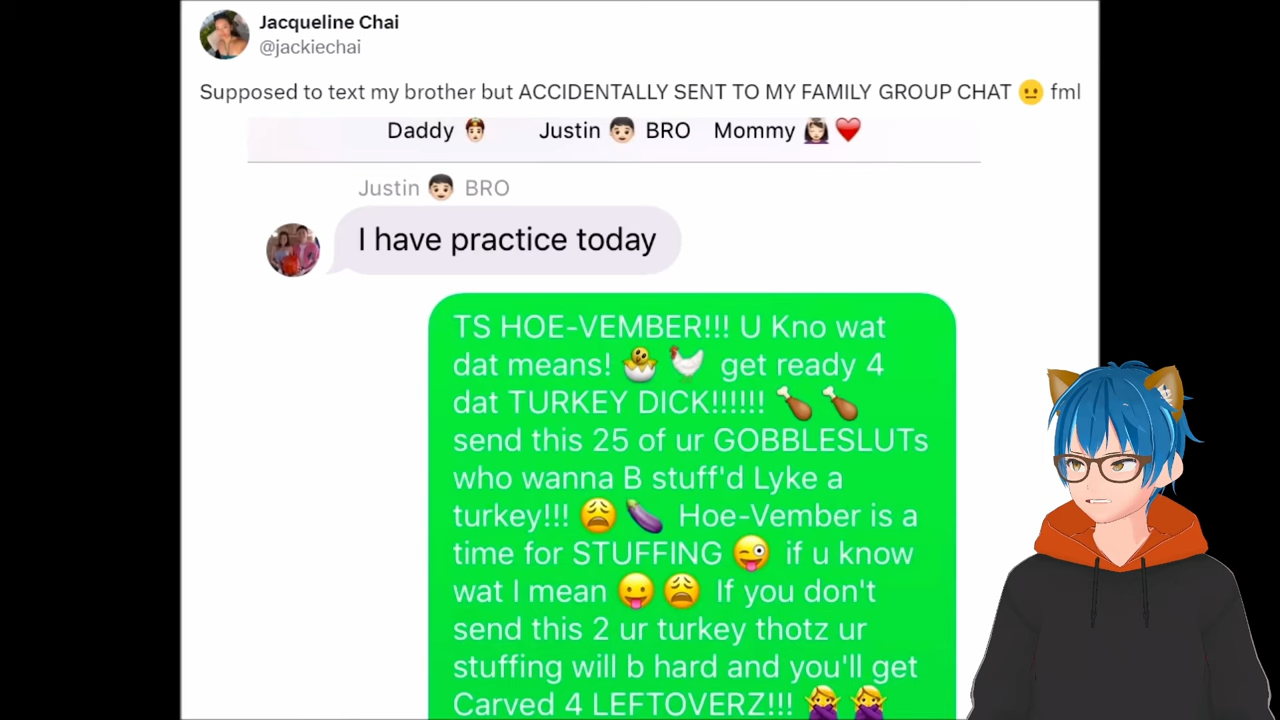 Jacqueline Chai
@jackiechai
Supposed to text my brother but ACCIDENTALLY SENT TO MY FAMILY GROUP CHAT 😐 fml
Daddy 👲🏻 Justin 👦🏻 BRO Mommy 💆🏻 ❤️
Justin 👦🏻 BRO
I have practice today
TS HOE-VEMBER!!! U Kno wat
dat means! 🐣 🐓 get ready 4
dat TURKEY DICK!!!!!! 🍗 🍗
send this 25 of ur GOBBLESLUTs
who wanna B stuff'd Lyke a
turkey!!! 😩 🍆 Hoe-Vember is a
time for STUFFING 😜 if u know
wat I mean 😛 😩 If you don't
send this 2 ur turkey thotz ur
stuffing will b hard and you'll get
Carved 4 LEFTOVERZ!!! 🙅 🙅